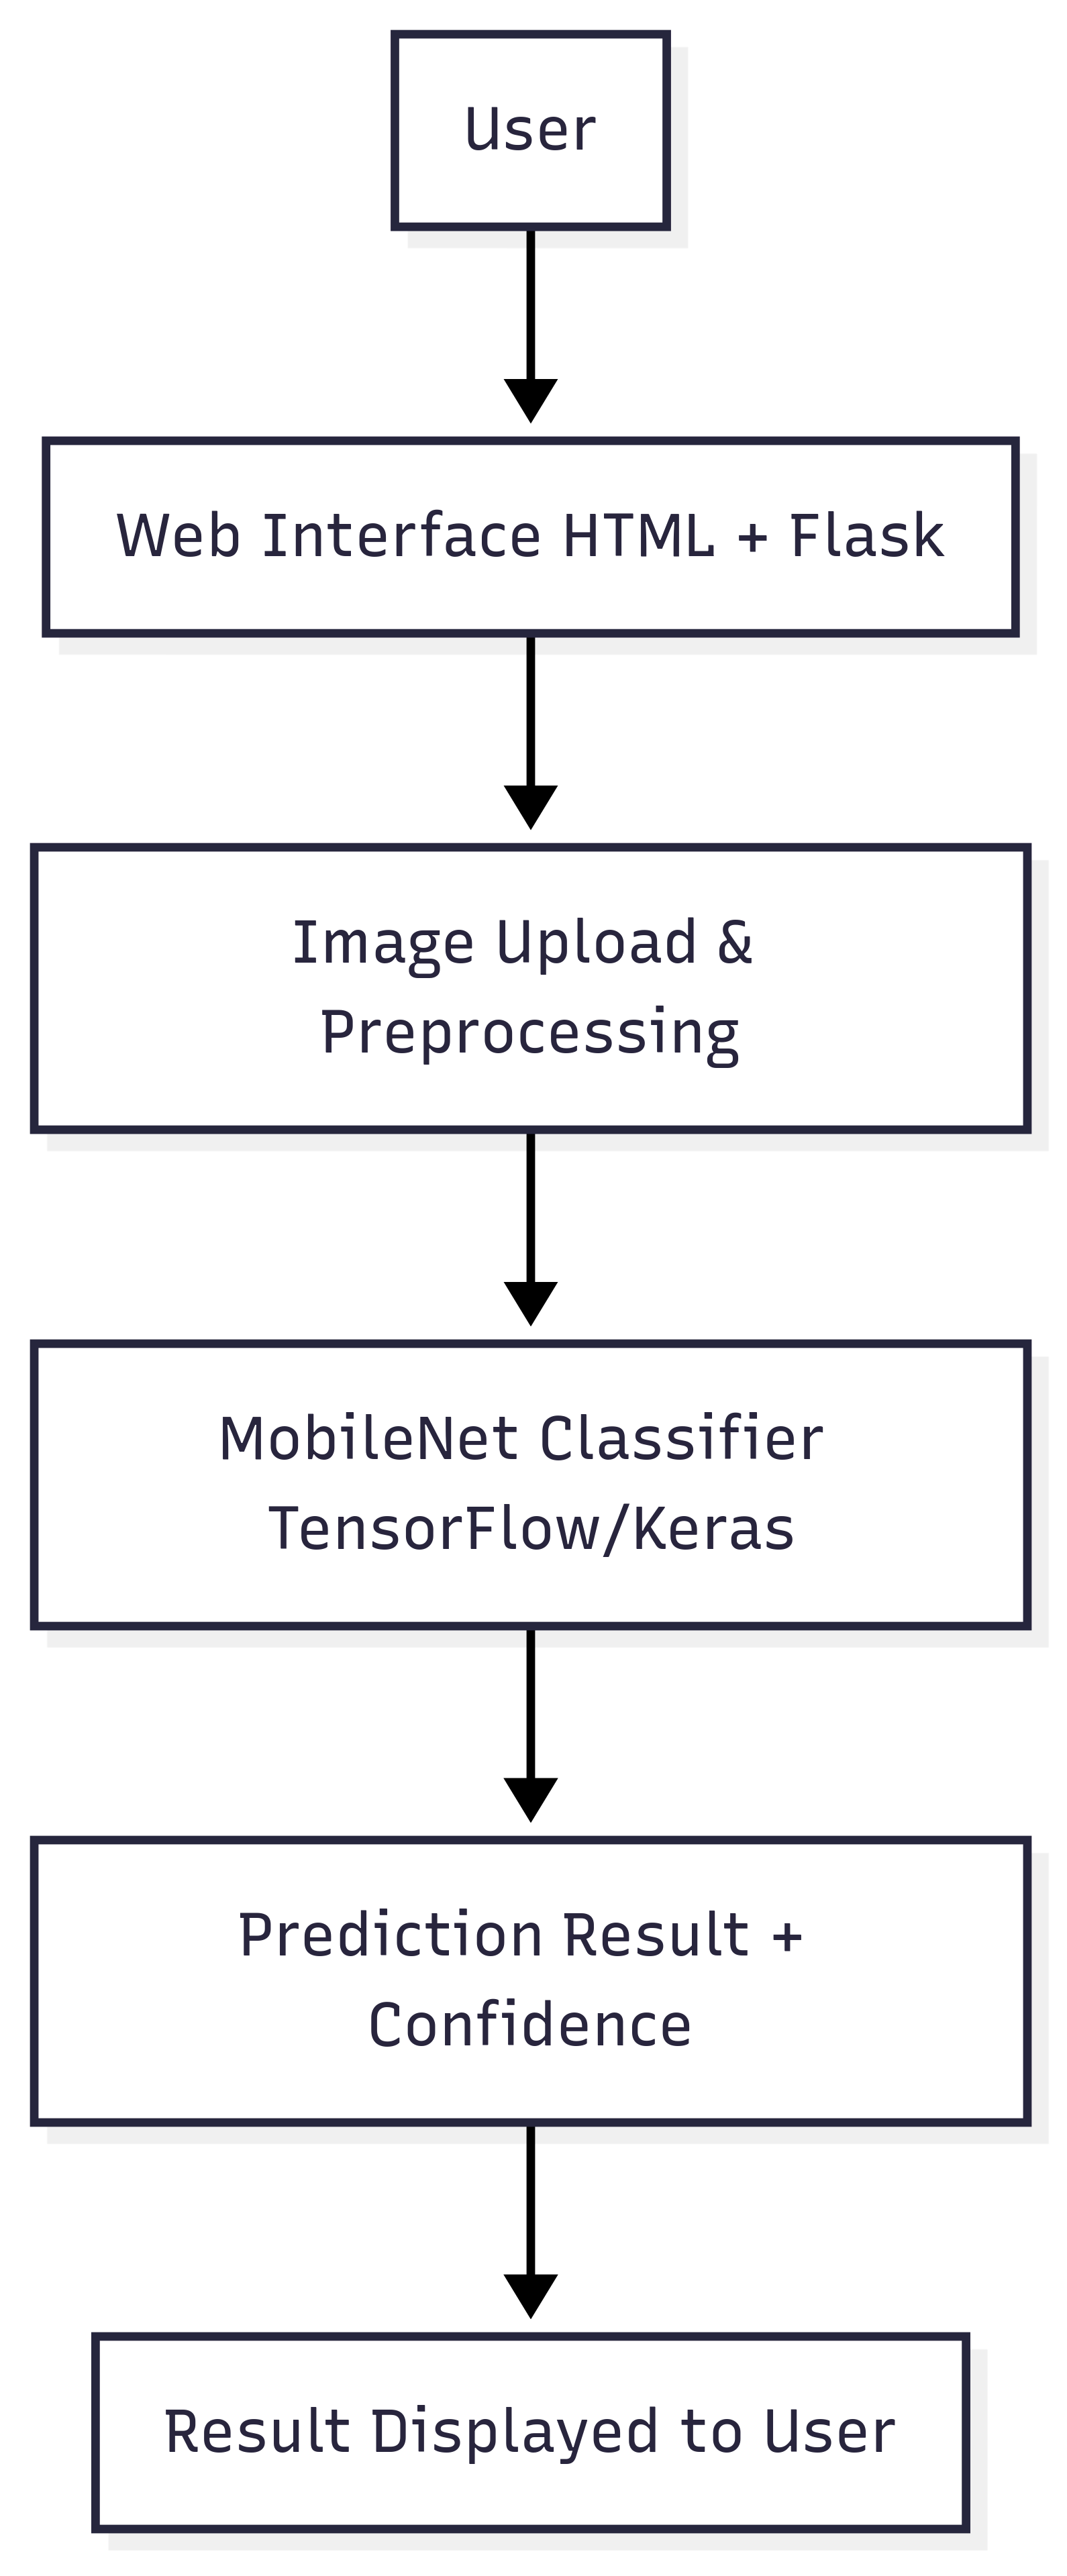 User
Web Interface HTML + Flask
Image Upload &
Preprocessing
MobileNet Classifier
TensorFlow/Keras
Prediction Result +
Confidence
Result Displayed to User